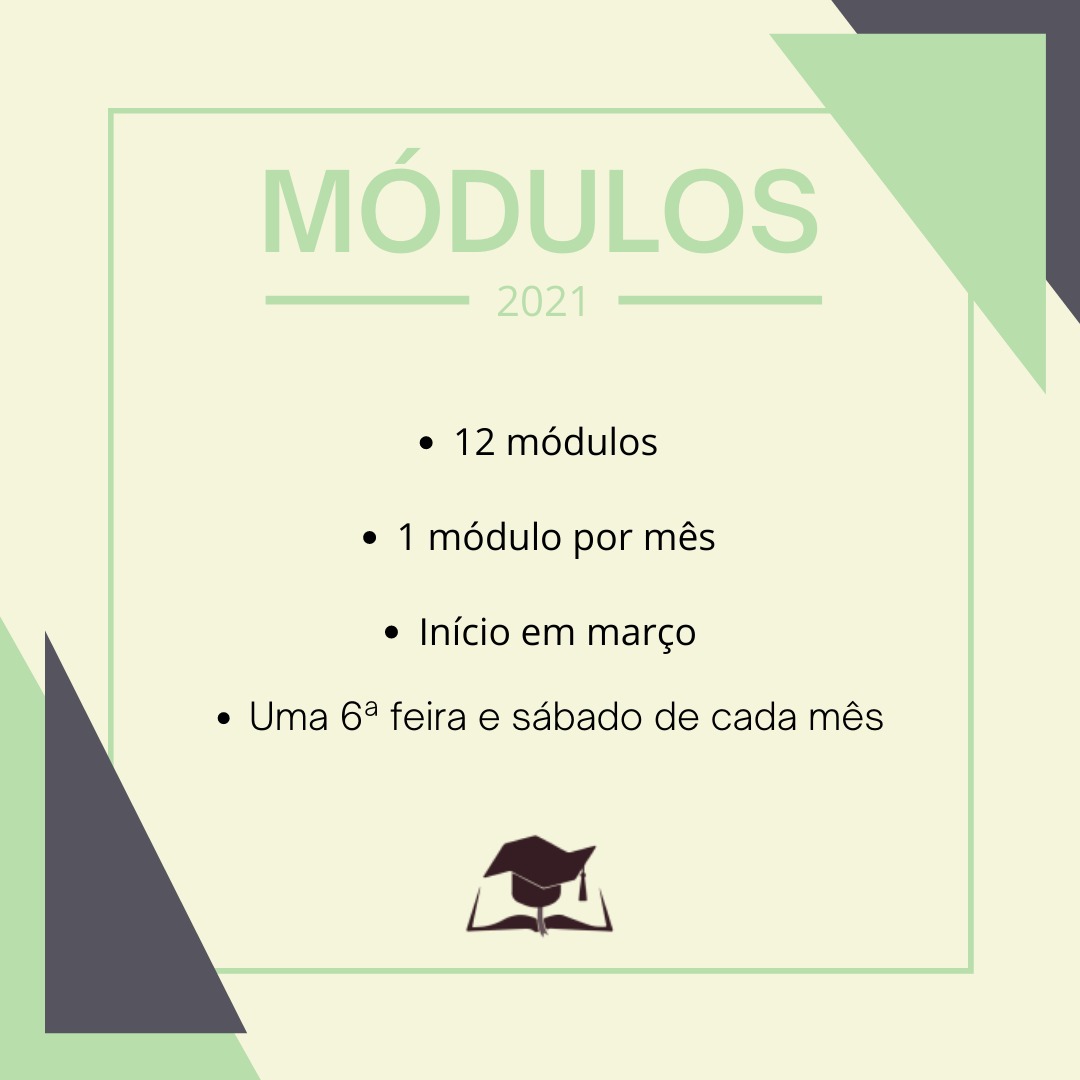 MÓDULOS
2021
• 12 módulos
• 1 módulo por mês
• Início em março
• Uma 6ª feira e sábado de cada mês